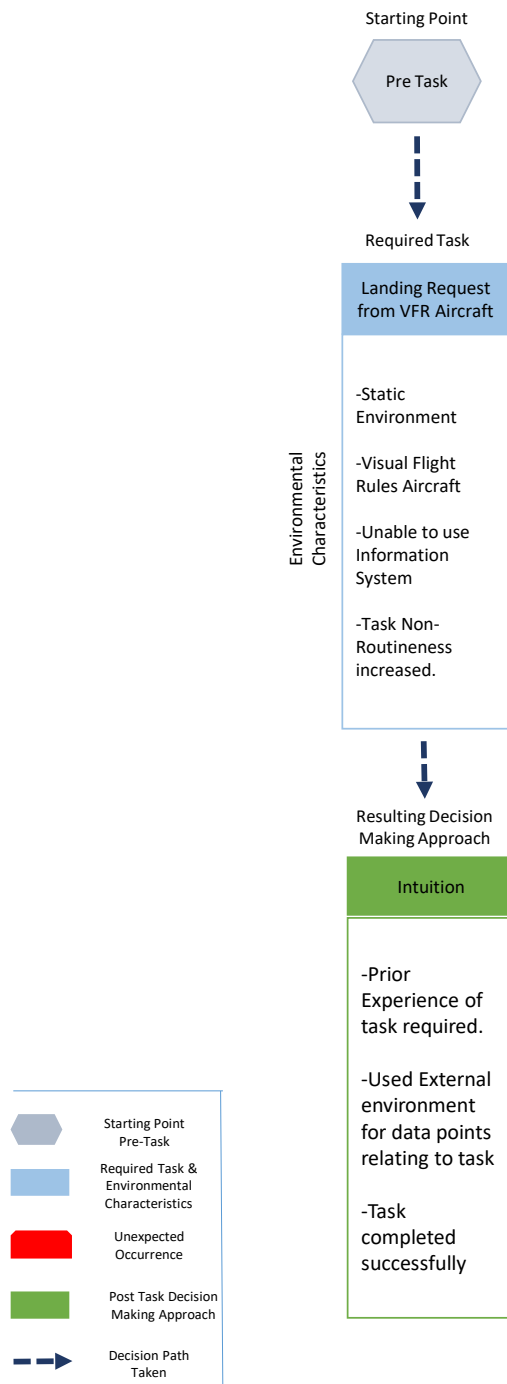 Starting Point
Pre Task
Required Task
Landing Request
from VFR Aircraft
Environmental
Characteristics
-Static
Environment
-Visual Flight
Rules Aircraft
-Unable to use
Information
System
-Task Non-
Routineness
increased.
Resulting Decision
Making Approach
Intuition
-Prior
Experience of
task required.
-Used External
environment
for data points
relating to task
-Task
completed
successfully
Starting Point
Pre-Task
Required Task &
Environmental
Characteristics
Unexpected
Occurrence
Post Task Decision
Making Approach
Decision Path
Taken